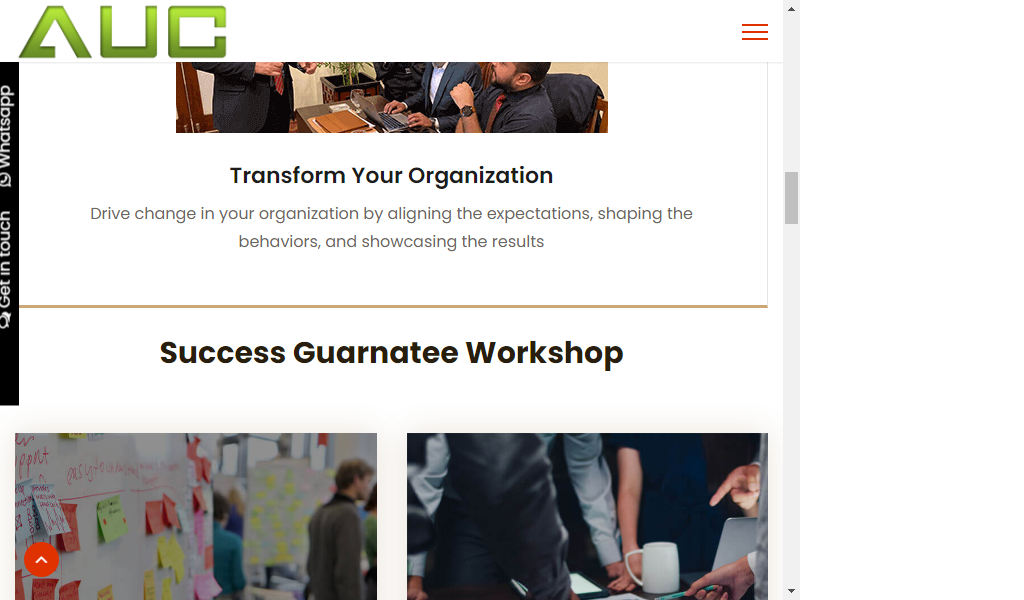 AUC
Whatsapp
Get in touch
Transform Your Organization
Drive change in your organization by aligning the expectations, shaping the
behaviors, and showcasing the results
Success Guarnatee Workshop